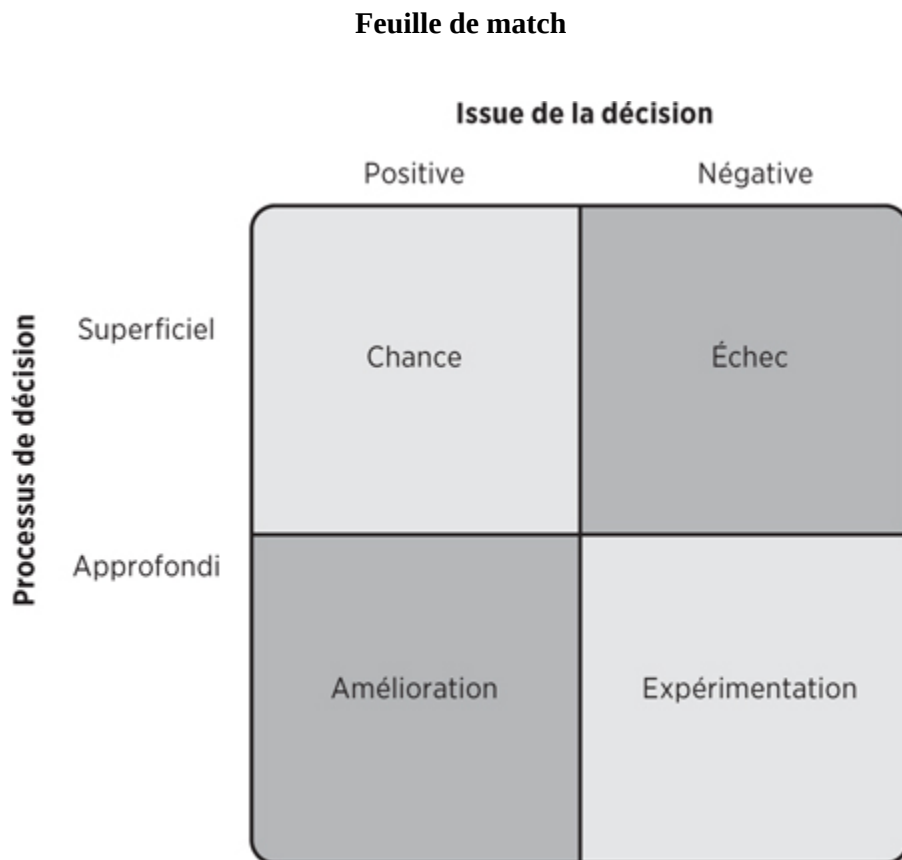 Feuille de match
Issue de la décision
Positive
Négative
Processus de décision
Superficiel
Chance
Échec
Approfondi
Amélioration
Expérimentation